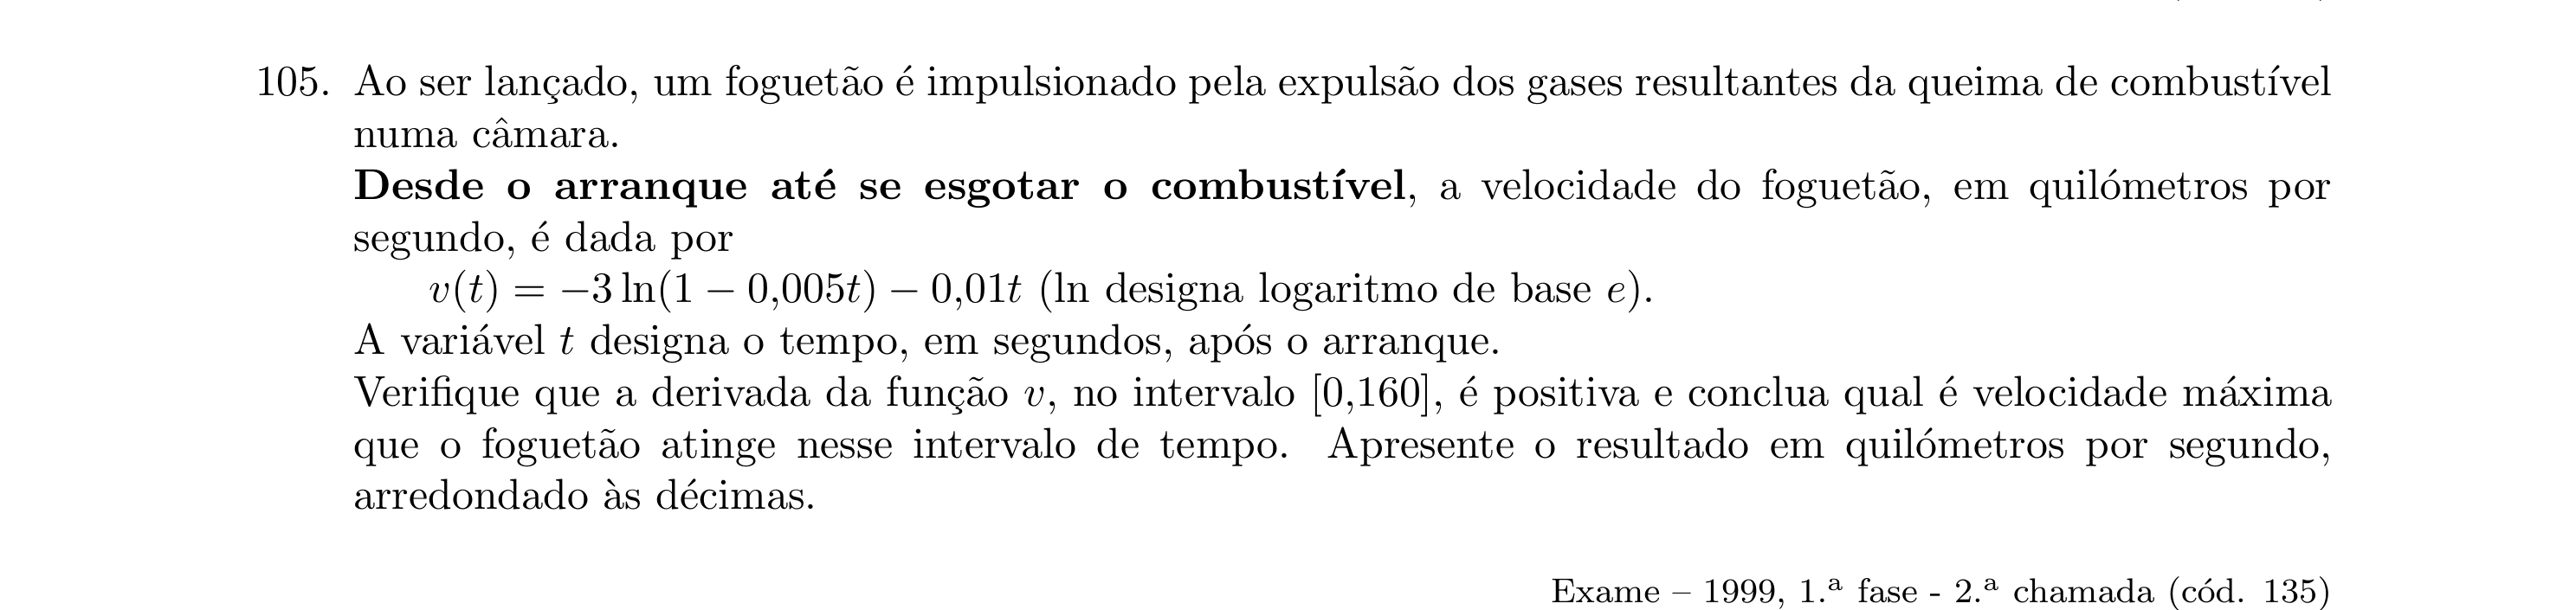 105. Ao ser lançado, um foguetão é impulsionado pela expulsão dos gases resultantes da queima de combustível
numa câmara.
Desde o arranque até se esgotar o combustível, a velocidade do foguetão, em quilómetros por
segundo, é dada por
v(t) = −3 ln(1 − 0,005t) − 0,01t (ln designa logaritmo de base e).
A variável t designa o tempo, em segundos, após o arranque.
Verifique que a derivada da função v, no intervalo [0,160], é positiva e conclua qual é velocidade máxima
que o foguetão atinge nesse intervalo de tempo. Apresente o resultado em quilómetros por segundo,
arredondado às décimas.
Exame – 1999, 1.ª fase - 2.ª chamada (cód. 135)